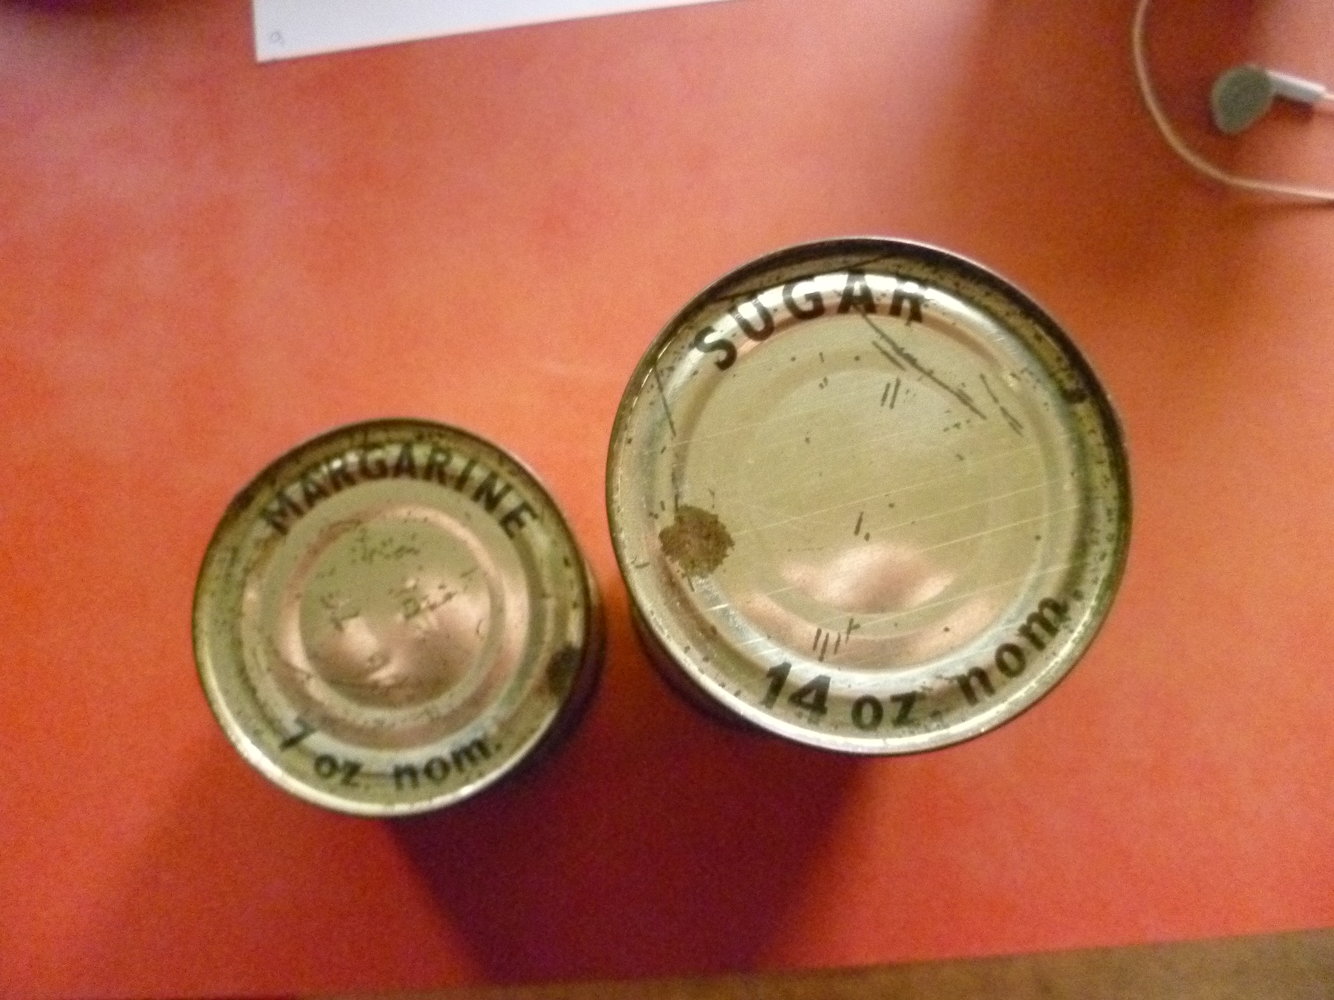 MARGARINE
7 oz nom.
SUGAR
14 oz. nom.